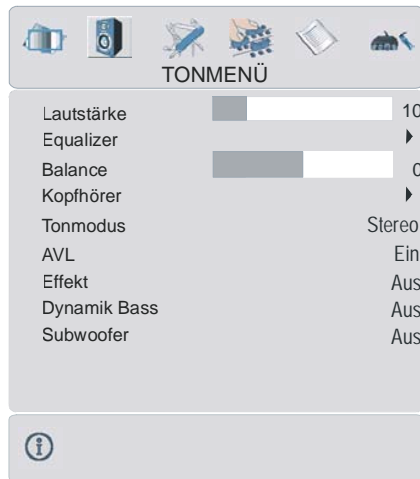 TONMENÜ
Lautstärke 10
Equalizer
Balance 0
Kopfhörer
Tonmodus Stereo
AVL Ein
Effekt Aus
Dynamik Bass Aus
Subwoofer Aus